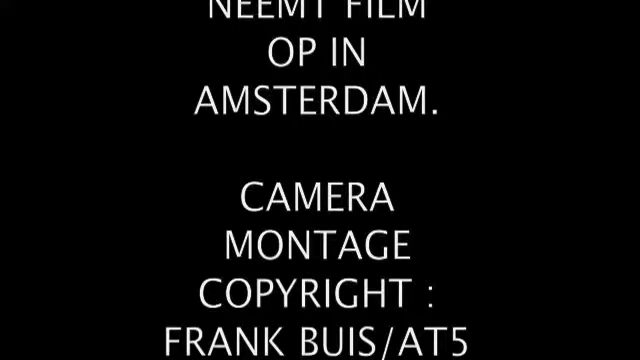 NEEMT FILM
OP IN
AMSTERDAM.
CAMERA
MONTAGE
COPYRIGHT :
FRANK BUIS/AT5